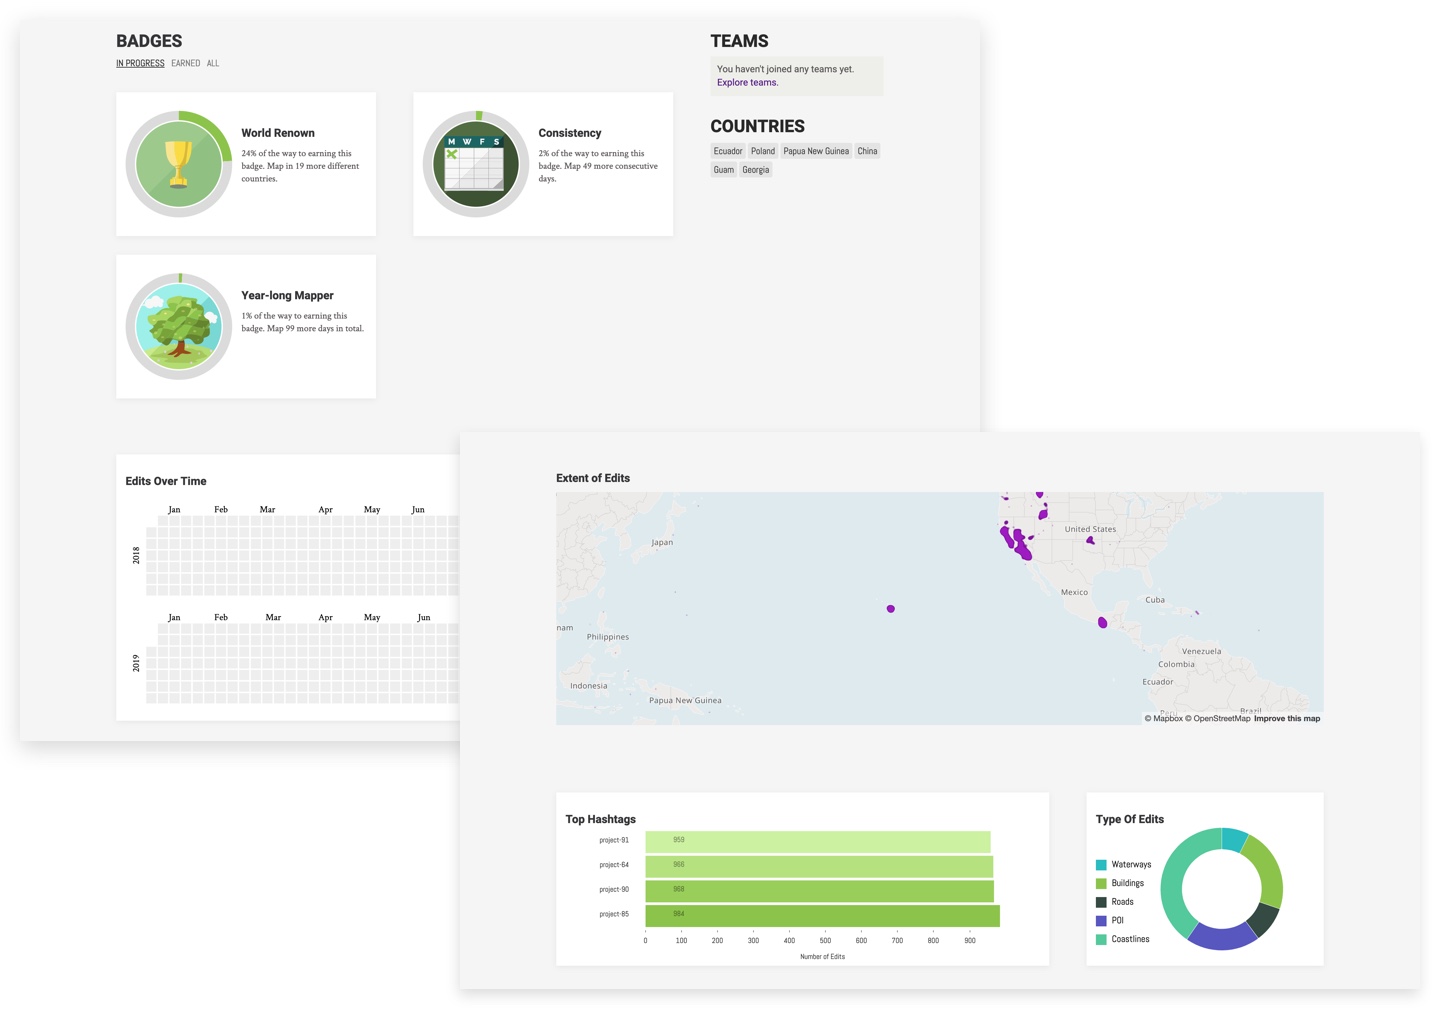 BADGES
IN PROGRESS EARNED ALL
World Renown
24% of the way to earning this
badge. Map in 19 more different
countries.
Consistency
M W F S
2% of the way to earning this
badge. Map 49 more consecutive
days.
Year-long Mapper
1% of the way to earning this
badge. Map 99 more days in total.
TEAMS
You haven't joined any teams yet.
Explore teams.
COUNTRIES
Ecuador Poland Papua New Guinea China
Guam Georgia
Edits Over Time
Jan Feb Mar Apr May Jun
2018
Jan Feb Mar Apr May Jun
2019
Extent of Edits
Japan
United States
Mexico
Cuba
nam
Philippines
Venezuela
Colombia
Indonesia
Ecuador
Papua New Guinea
Peru
Brazil
© Mapbox © OpenStreetMap Improve this map
Top Hashtags
project-91 959
project-64 966
project-90 968
project-85 984
0 100 200 300 400 500 600 700 800 900
Number of Edits
Type Of Edits
Waterways
Buildings
Roads
POI
Coastlines